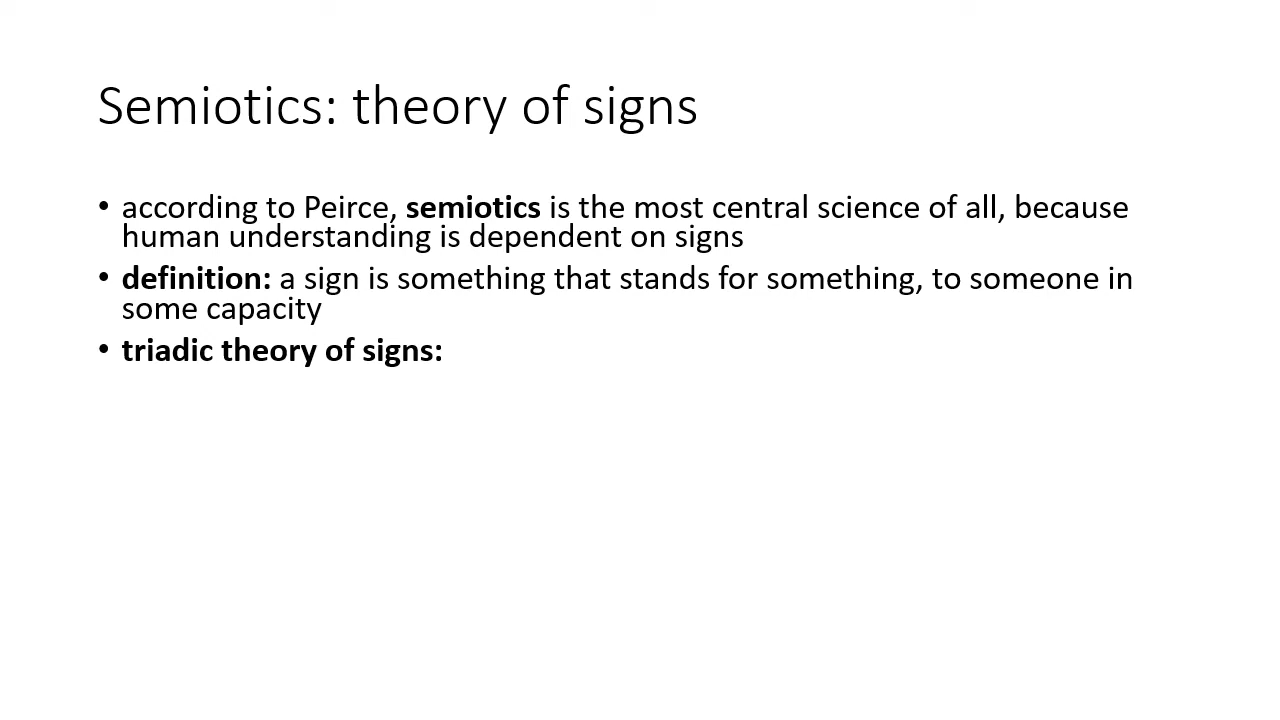 Semiotics: theory of signs
• according to Peirce, semiotics is the most central science of all, because
human understanding is dependent on signs
• definition: a sign is something that stands for something, to someone in
some capacity
• triadic theory of signs: